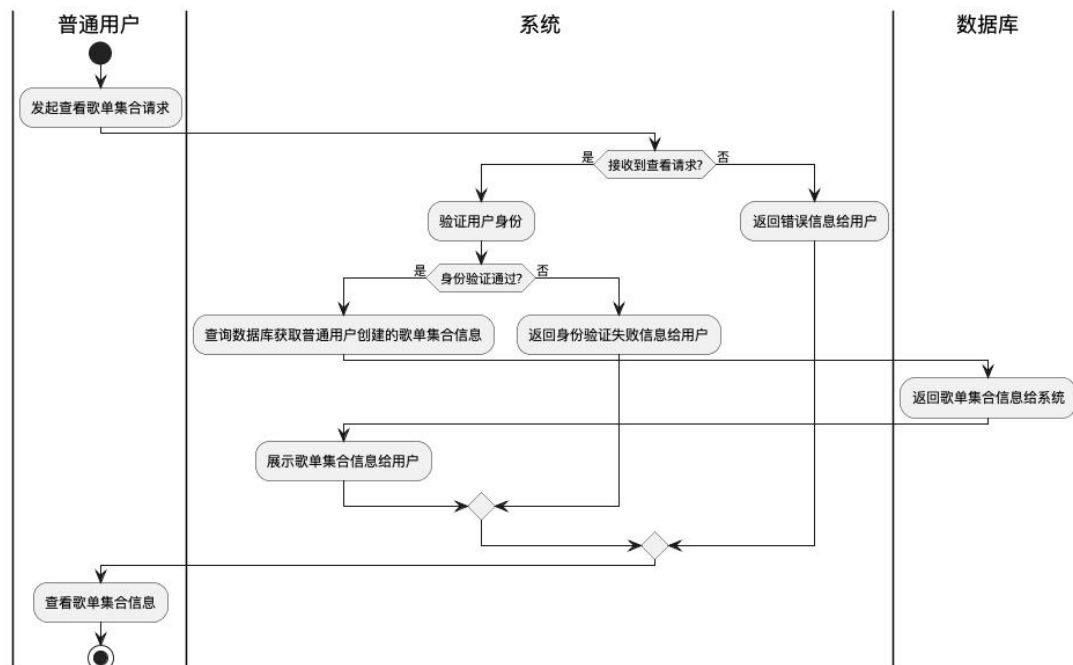 普通用户
系统
数据库
发起查看歌单集合请求
是
接收到查看请求?
否
验证用户身份
返回错误信息给用户
是
身份验证通过?
否
查询数据库获取普通用户创建的歌单集合信息
返回身份验证失败信息给用户
返回歌单集合信息给系统
展示歌单集合信息给用户
查看歌单集合信息